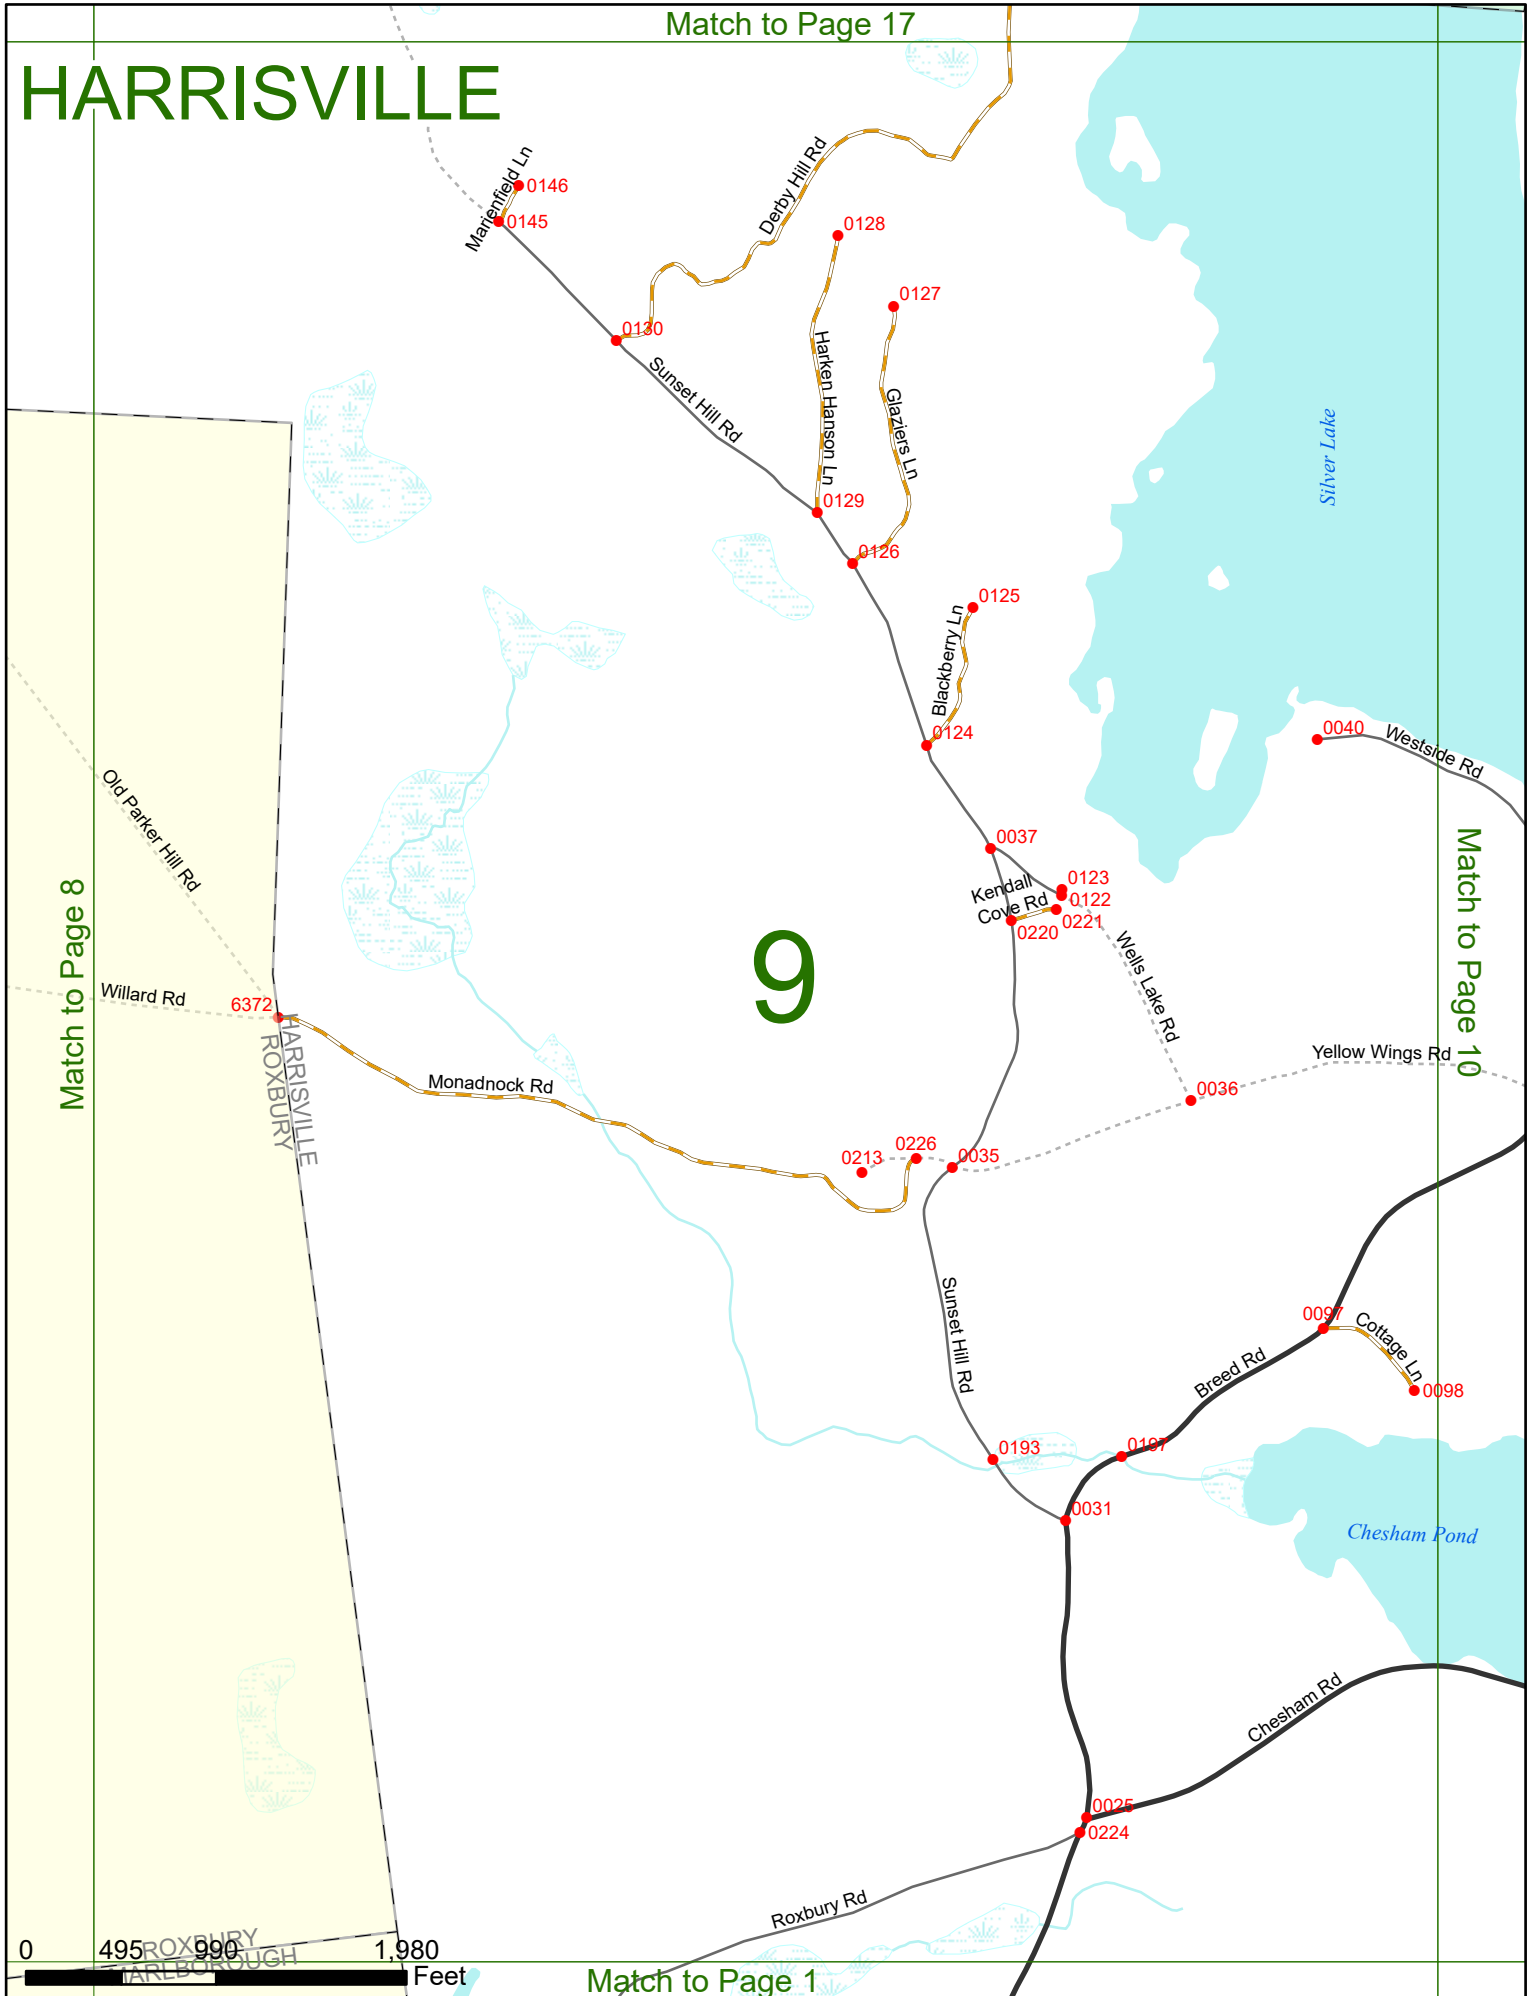 Match to Page 17
HARRISVILLE
Marienfield Ln
0146
0145
Derby Hill Rd
0128
0127
0130
Sunset Hill Rd
Harken Hanson Ln
Glaziers Ln
Silver Lake
0129
0126
0125
Blackberry Ln
0124
0040
Westside Rd
Old Parker Hill Rd
0037
Kendall
Cove Rd
0123
0122
0221
0220
Match to Page 8
Match to Page 10
9
Wells Lake Rd
Willard Rd
6372
HARRISVILLE
ROXBURY
Monadnock Rd
Yellow Wings Rd
0036
0213
0226
0035
Sunset Hill Rd
0097
Cottage Ln
Breed Rd
0098
0193
0197
0031
Chesham Pond
Chesham Rd
0025
0224
Roxbury Rd
ROXBURY
MARLBOROUGH
0 495 990 1,980
Feet
Match to Page 1